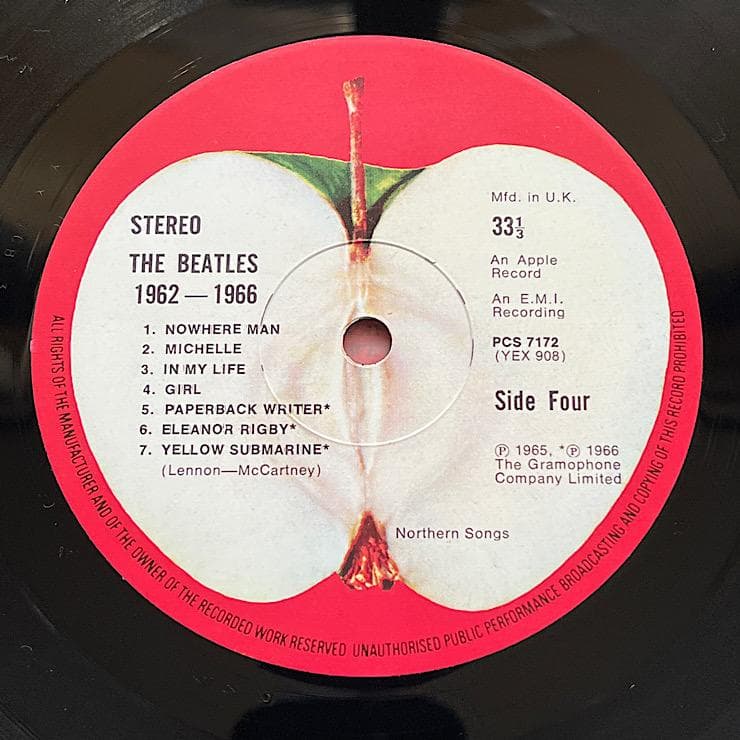 STEREO
THE BEATLES
1962 — 1966
1. NOWHERE MAN
2. MICHELLE
3. IN MY LIFE
4. GIRL
5. PAPERBACK WRITER*
6. ELEANOR RIGBY*
7. YELLOW SUBMARINE*
(Lennon—McCartney)
Mfd. in U.K.
33⅓
An Apple
Record
An E.M.I.
Recording
PCS 7172
(YEX 908)
Side Four
℗ 1965, *℗ 1966
The Gramophone
Company Limited
Northern Songs
ALL RIGHTS OF THE MANUFACTURER AND OF THE OWNER OF THE RECORDED WORK RESERVED UNAUTHORISED PUBLIC PERFORMANCE BROADCASTING AND COPYING OF THIS RECORD PROHIBITED